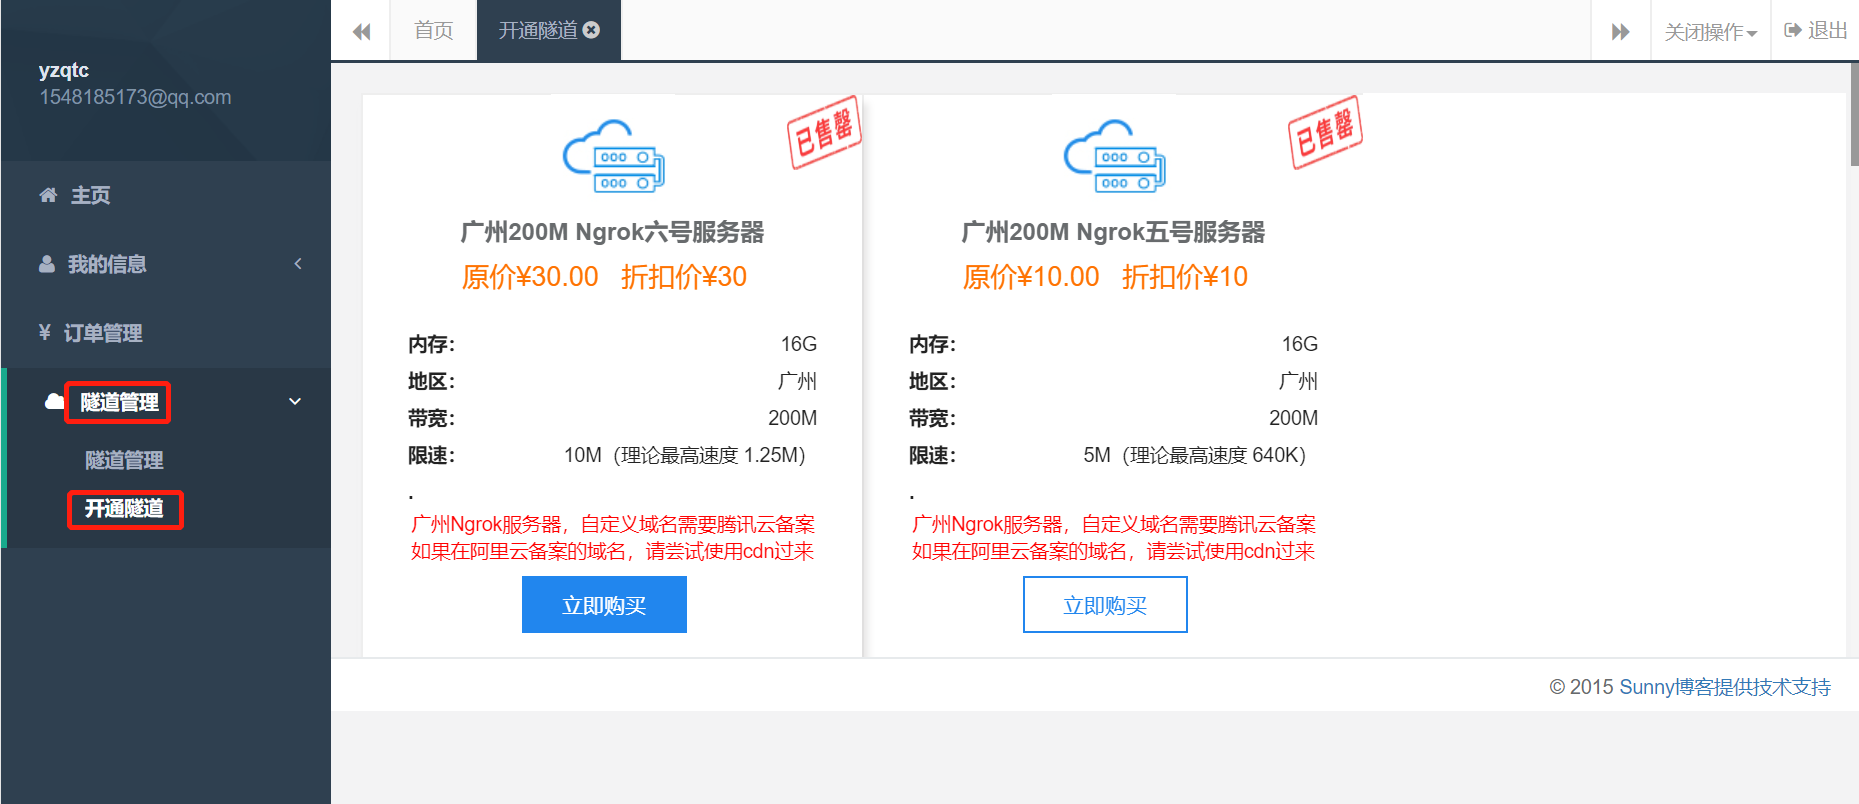 yzqtc
1548185173@qq.com
主页
我的信息
¥ 订单管理
隧道管理
隧道管理
开通隧道
首页
开通隧道
关闭操作
退出
已售罄
广州200M Ngrok六号服务器
原价¥30.00 折扣价¥30
内存： 16G
地区： 广州
带宽： 200M
限速： 10M（理论最高速度 1.25M）
.
广州Ngrok服务器，自定义域名需要腾讯云备案
如果在阿里云备案的域名，请尝试使用cdn过来
立即购买
已售罄
广州200M Ngrok五号服务器
原价¥10.00 折扣价¥10
内存： 16G
地区： 广州
带宽： 200M
限速： 5M（理论最高速度 640K）
.
广州Ngrok服务器，自定义域名需要腾讯云备案
如果在阿里云备案的域名，请尝试使用cdn过来
立即购买
© 2015 Sunny博客提供技术支持